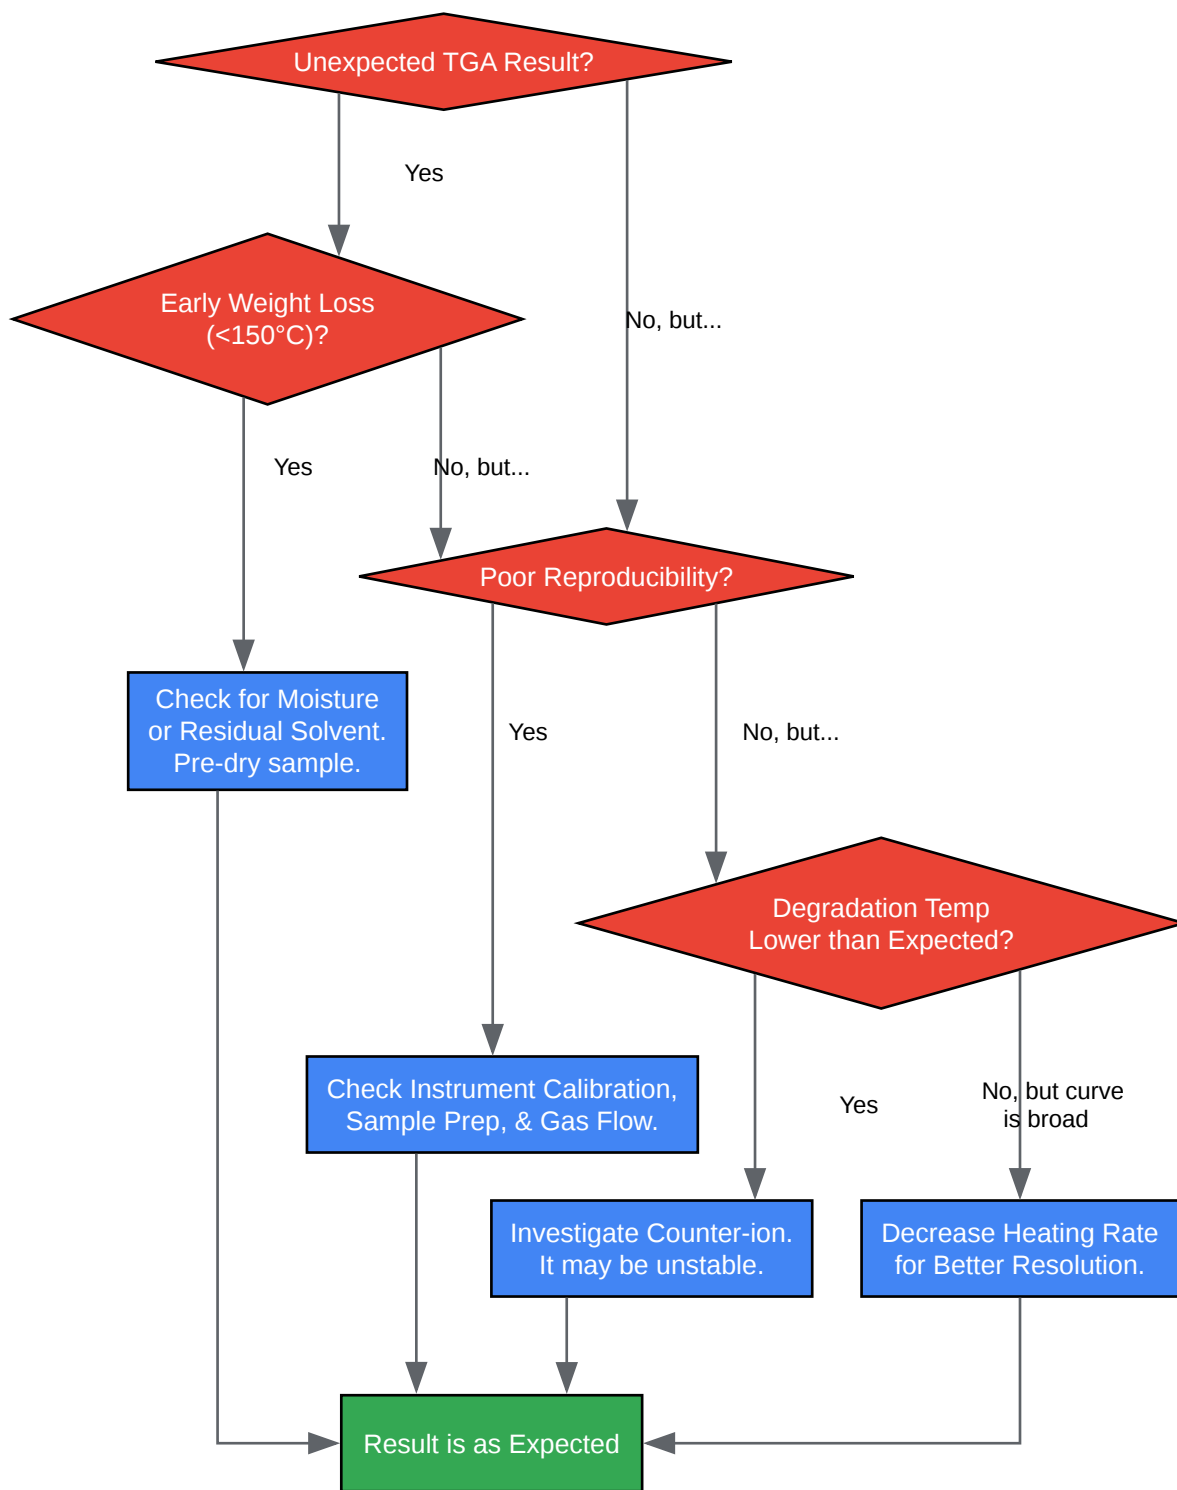 Unexpected TGA Result?
Yes
Early Weight Loss
(<150°C)?
No, but...
Yes
No, but...
Poor Reproducibility?
Check for Moisture
or Residual Solvent.
Pre-dry sample.
Yes
No, but...
Degradation Temp
Lower than Expected?
Check Instrument Calibration,
Sample Prep, & Gas Flow.
Yes
No, but curve
is broad
Investigate Counter-ion.
It may be unstable.
Decrease Heating Rate
for Better Resolution.
Result is as Expected